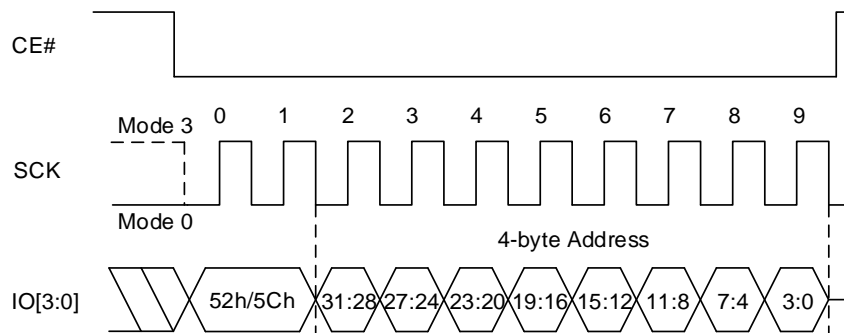 CE#
0 1 2 3 4 5 6 7 8 9
Mode 3
SCK
Mode 0
4-byte Address
IO[3:0] 52h/5Ch 31:28 27:24 23:20 19:16 15:12 11:8 7:4 3:0